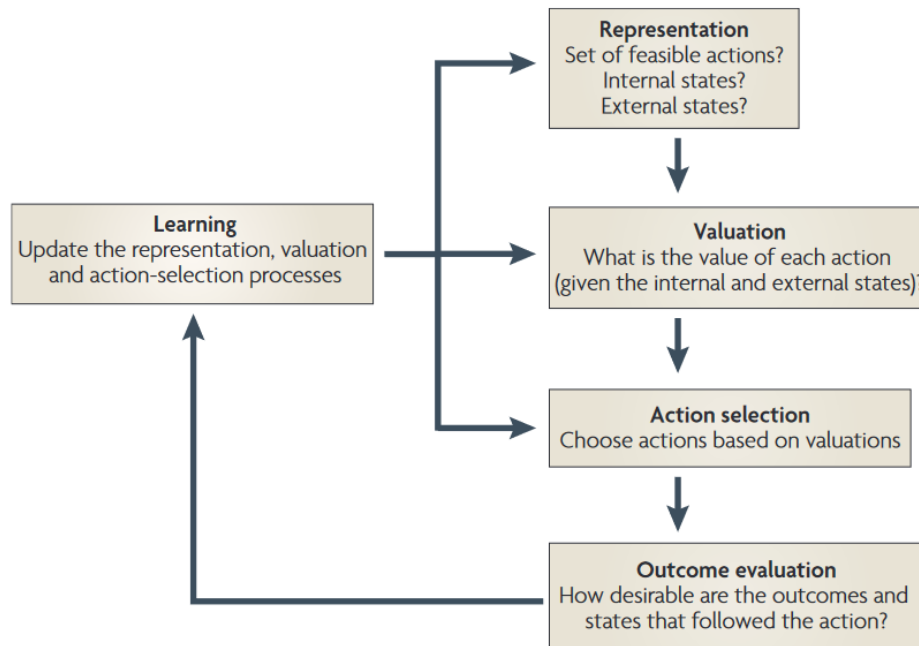 Representation
Set of feasible actions?
Internal states?
External states?
Learning
Update the representation, valuation
and action-selection processes
Valuation
What is the value of each action
(given the internal and external states)?
Action selection
Choose actions based on valuations
Outcome evaluation
How desirable are the outcomes and
states that followed the action?